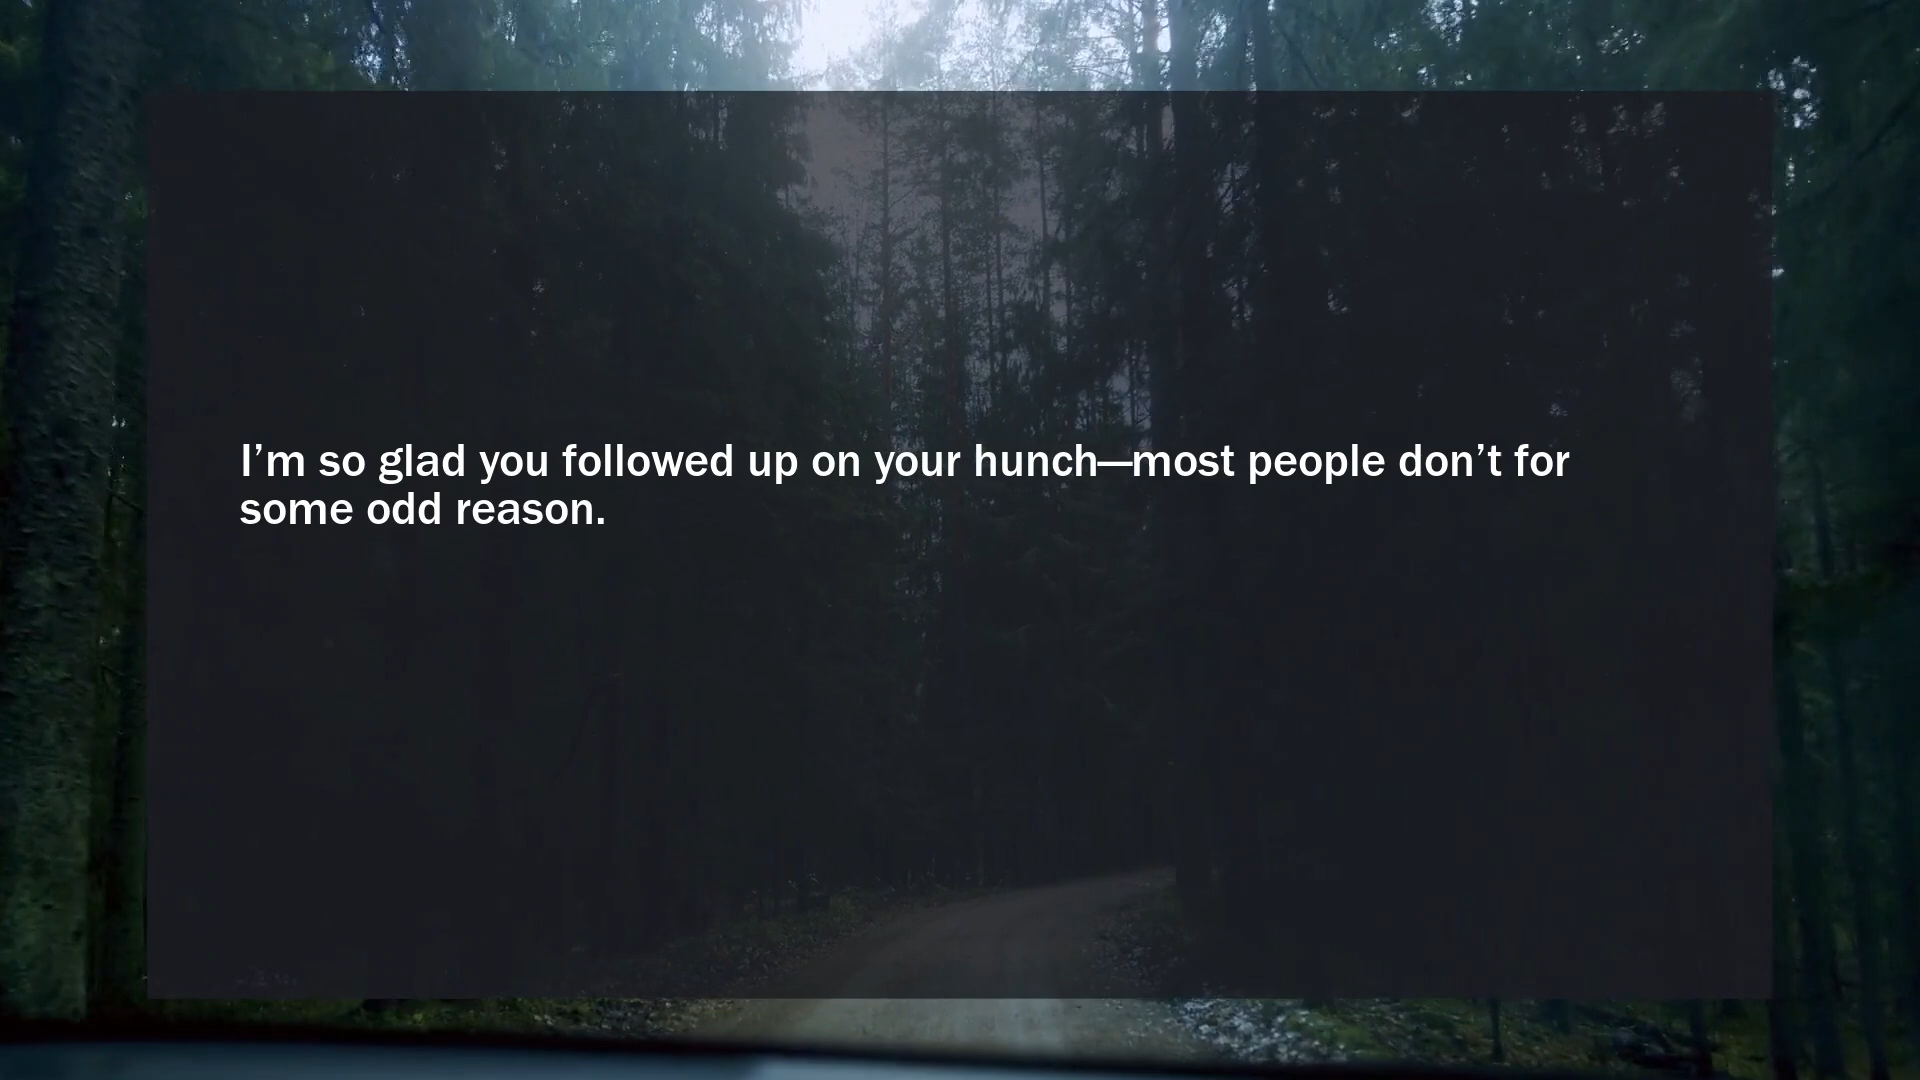 I’m so glad you followed up on your hunch—most people don’t for
some odd reason.